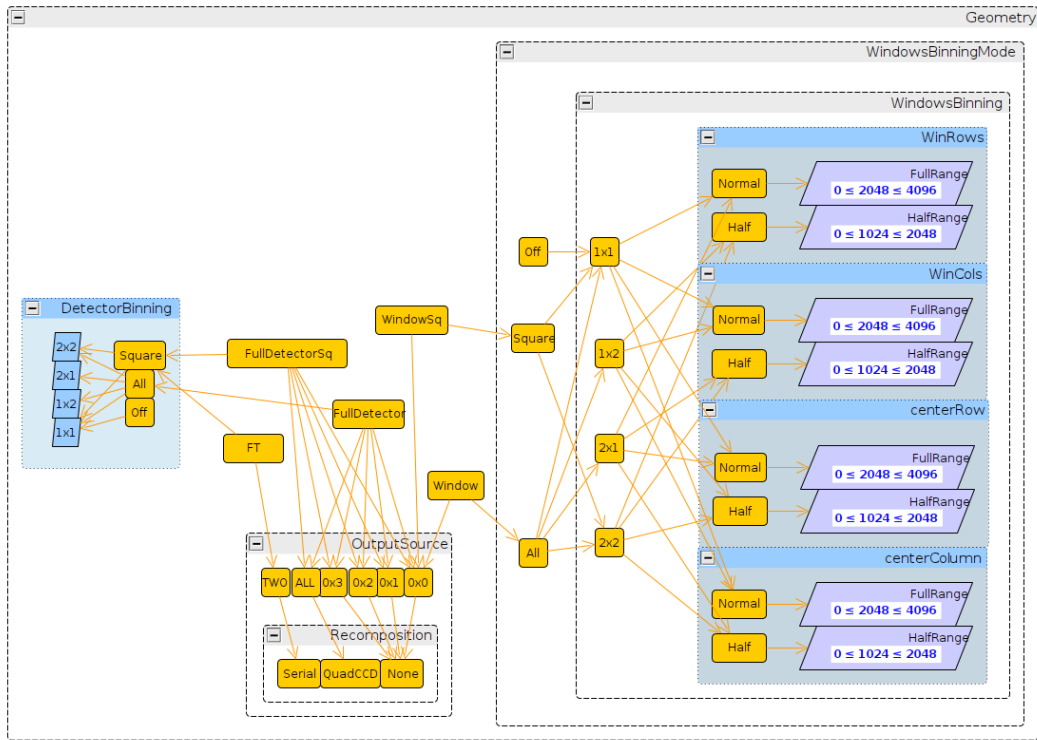 Geometry
WindowsBinningMode
WindowsBinning
WinRows
Normal
FullRange
0 ≤ 2048 ≤ 4096
Half
HalfRange
0 ≤ 1024 ≤ 2048
WinCols
Normal
FullRange
0 ≤ 2048 ≤ 4096
Half
HalfRange
0 ≤ 1024 ≤ 2048
centerRow
Normal
FullRange
0 ≤ 2048 ≤ 4096
Half
HalfRange
0 ≤ 1024 ≤ 2048
centerColumn
Normal
FullRange
0 ≤ 2048 ≤ 4096
Half
HalfRange
0 ≤ 1024 ≤ 2048
Off
1x1
Square
1x2
2x1
All
2x2
DetectorBinning
2x2
2x1
1x2
1x1
Square
All
Off
WindowSq
FullDetectorSq
FullDetector
FT
Window
OutputSource
TWO
ALL
0x3
0x2
0x1
0x0
Recomposition
Serial
QuadCCD
None